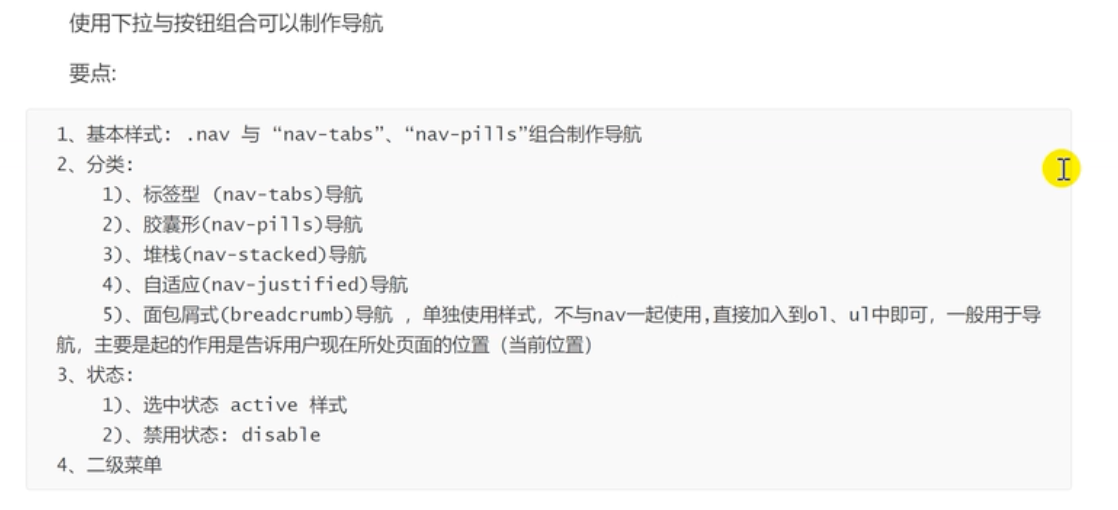 使用下拉与按钮组合可以制作导航
要点:
1、基本样式: .nav 与 “nav-tabs”、“nav-pills”组合制作导航
2、分类:
1)、标签型 (nav-tabs)导航
2)、胶囊形(nav-pills)导航
3)、堆栈(nav-stacked)导航
4)、自适应(nav-justified)导航
5)、面包屑式(breadcrumb)导航 , 单独使用样式, 不与nav一起使用,直接加入到ol、ul中即可, 一般用于导
航, 主要是起的作用是告诉用户现在所处页面的位置 (当前位置)
3、状态:
1)、选中状态 active 样式
2)、禁用状态: disable
4、二级菜单